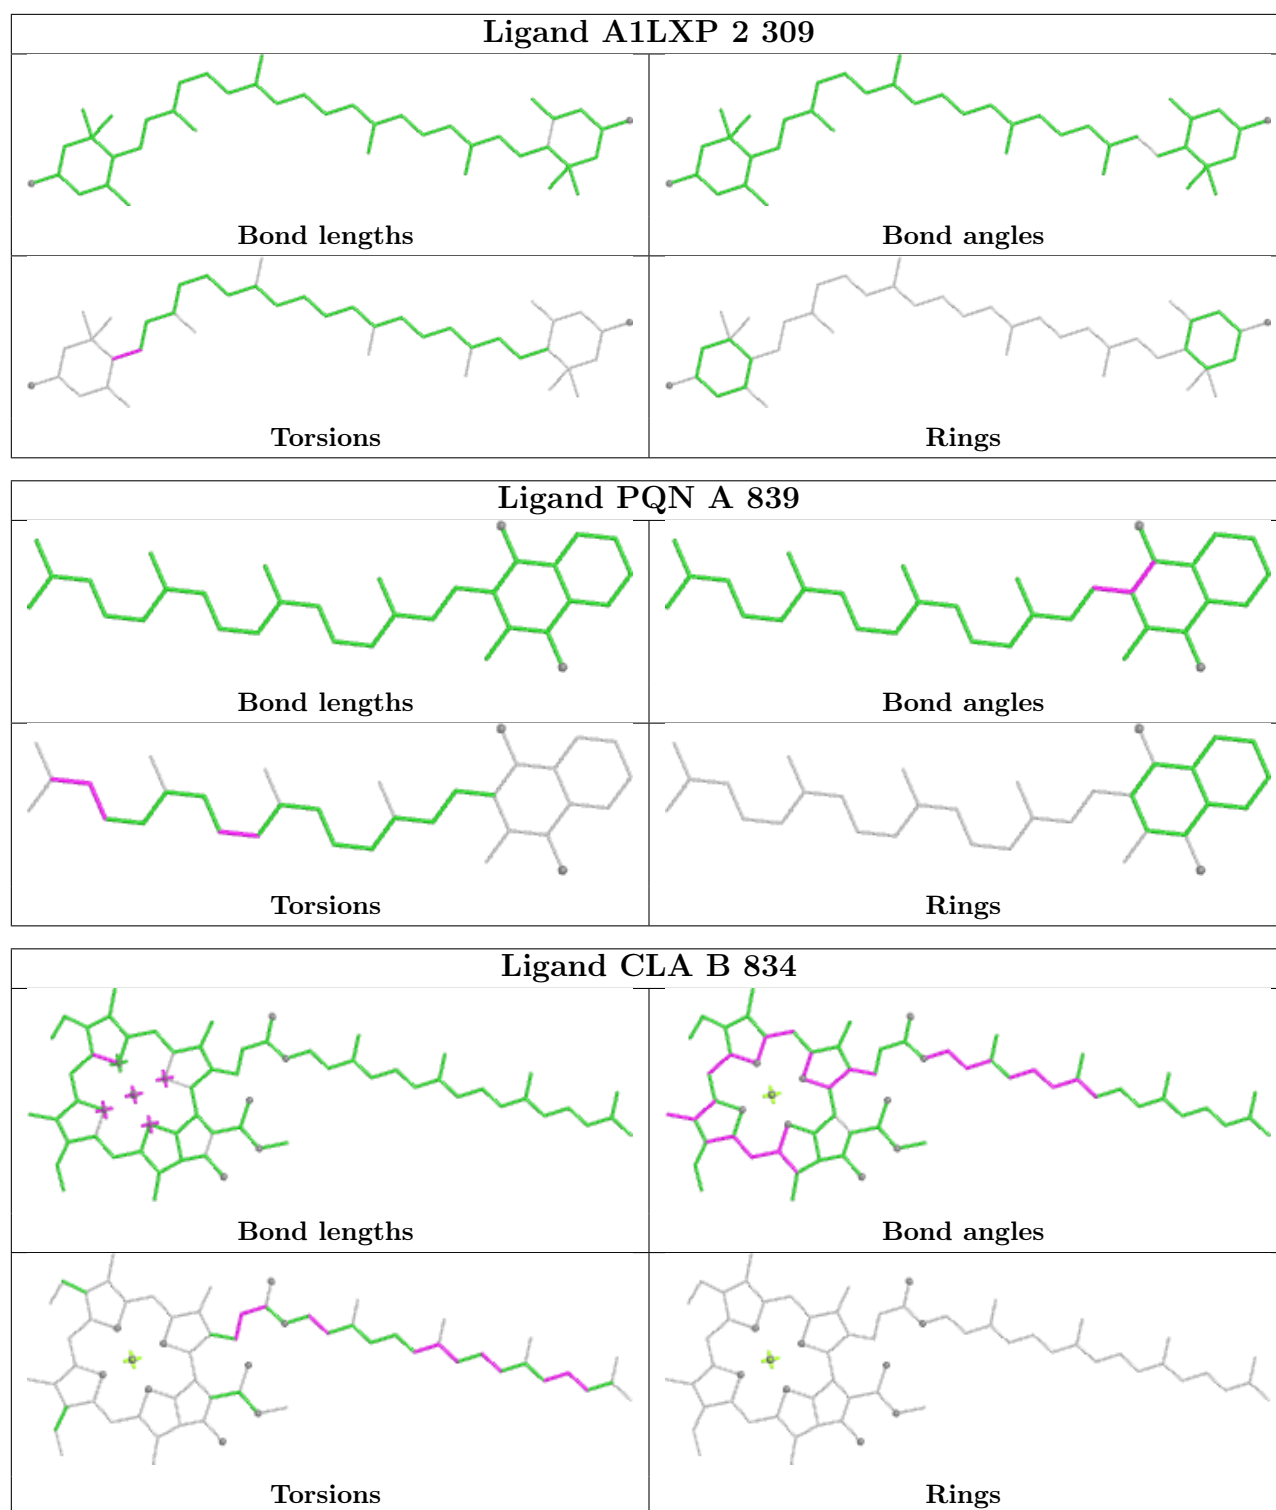 Ligand A1LXP 2 309
Bond lengths
Bond angles
Torsions
Rings
Ligand PQN A 839
Bond lengths
Bond angles
Torsions
Rings
Ligand CLA B 834
Bond lengths
Bond angles
Torsions
Rings